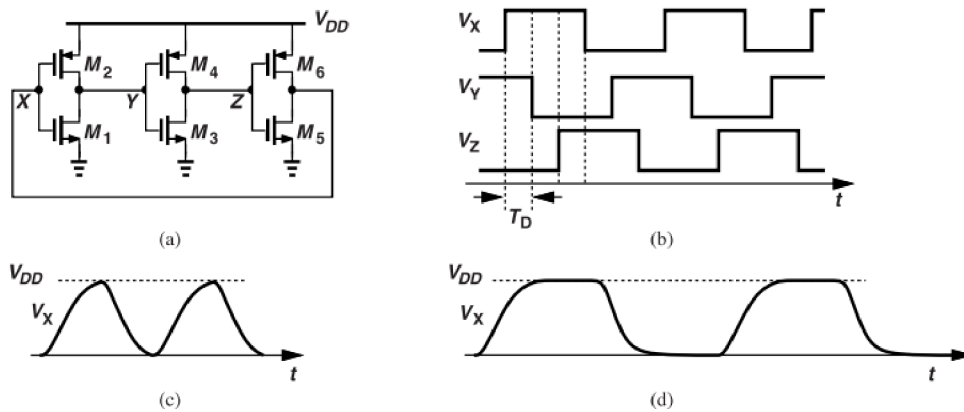 V_DD
M_2 M_4 M_6
X Y Z
M_1 M_3 M_5
(a)
V_X
V_Y
V_Z
t
T_D
(b)
V_DD
V_X
t
(c)
V_DD
V_X
t
(d)